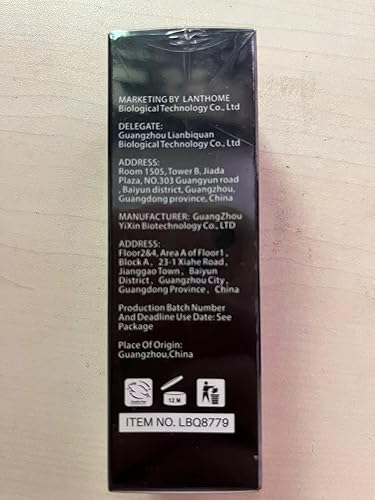 MARKETING BY LANTHOME
Biological Technology Co., Ltd
DELEGATE:
Guangzhou Lianbiquan
Biological Technology Co., Ltd
ADDRESS:
Room 1505, Tower B, Jiada
Plaza, NO.303 Guangyun road
, Baiyun district, Guangzhou,
Guangdong province, China
MANUFACTURER: GuangZhou
YiXin Biotechnology Co., LTD
ADDRESS:
Floor2&4, Area A of Floor1,
Block A, 23-1 Xiahe Road,
Jianggao Town, Baiyun
District, Guangzhou City,
Guangdong Province, China
Production Batch Number
And Deadline Use Date: See
Package
Place Of Origin:
Guangzhou,China
12 M
ITEM NO. LBQ8779